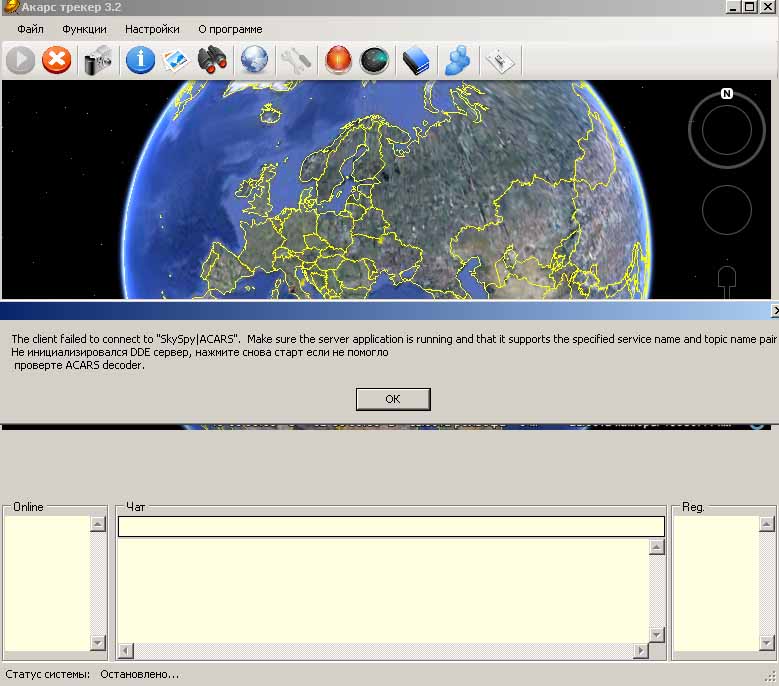 Акарс трекер 3.2
Файл Функции Настройки О программе
N
The client failed to connect to "SkySpy|ACARS". Make sure the server application is running and that it supports the specified service name and topic name pair
Не инициализировался DDE сервер, нажмите снова старт если не помогло
проверте ACARS decoder.
OK
Online Чат Reg.
Статус системы: Остановлено...